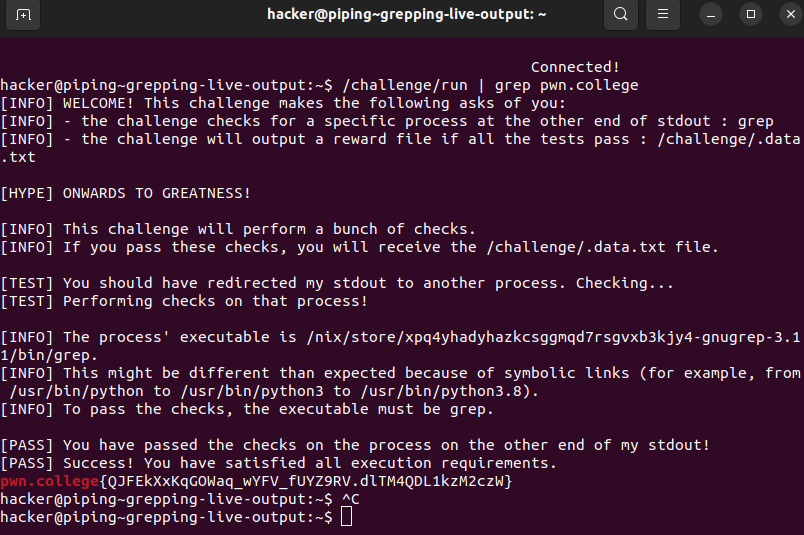 hacker@piping~grepping-live-output: ~
Connected!
hacker@piping~grepping-live-output:~$ /challenge/run | grep pwn.college
[INFO] WELCOME! This challenge makes the following asks of you:
[INFO] - the challenge checks for a specific process at the other end of stdout : grep
[INFO] - the challenge will output a reward file if all the tests pass : /challenge/.data
.txt
[HYPE] ONWARDS TO GREATNESS!
[INFO] This challenge will perform a bunch of checks.
[INFO] If you pass these checks, you will receive the /challenge/.data.txt file.
[TEST] You should have redirected my stdout to another process. Checking...
[TEST] Performing checks on that process!
[INFO] The process' executable is /nix/store/xpq4yhadyhazkcsggmqd7rsgvxb3kjy4-gnugrep-3.1
1/bin/grep.
[INFO] This might be different than expected because of symbolic links (for example, from
/usr/bin/python to /usr/bin/python3 to /usr/bin/python3.8).
[INFO] To pass the checks, the executable must be grep.
[PASS] You have passed the checks on the process on the other end of my stdout!
[PASS] Success! You have satisfied all execution requirements.
pwn.college{QJFEkXxKqGOWaq_wYFV_fUYZ9RV.dlTM4QDL1kzM2czW}
hacker@piping~grepping-live-output:~$ ^C
hacker@piping~grepping-live-output:~$